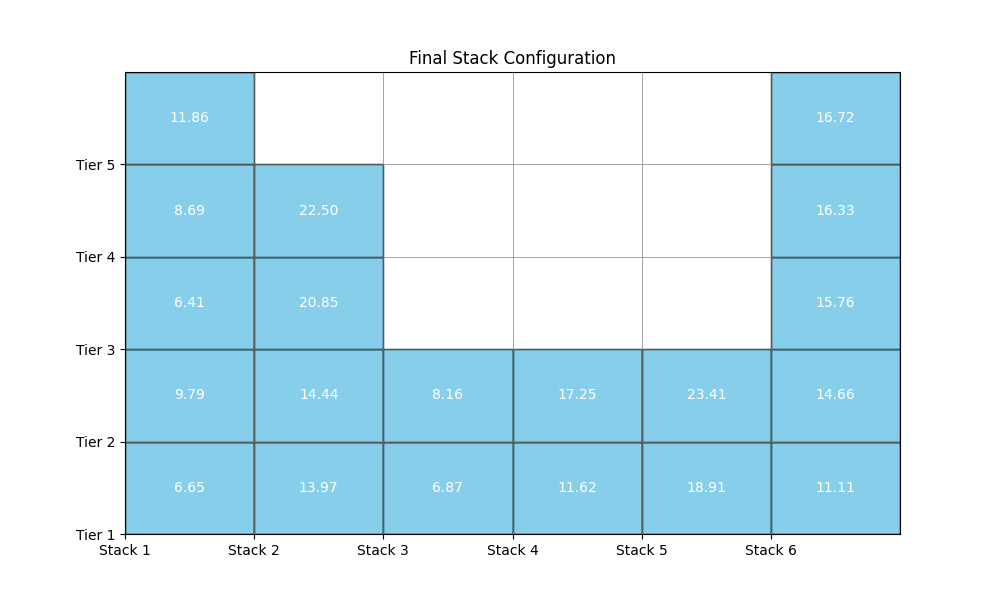 Final Stack Configuration
11.86 16.72
Tier 5
8.69 22.50 16.33
Tier 4
6.41 20.85 15.76
Tier 3
9.79 14.44 8.16 17.25 23.41 14.66
Tier 2
6.65 13.97 6.87 11.62 18.91 11.11
Tier 1
Stack 1 Stack 2 Stack 3 Stack 4 Stack 5 Stack 6